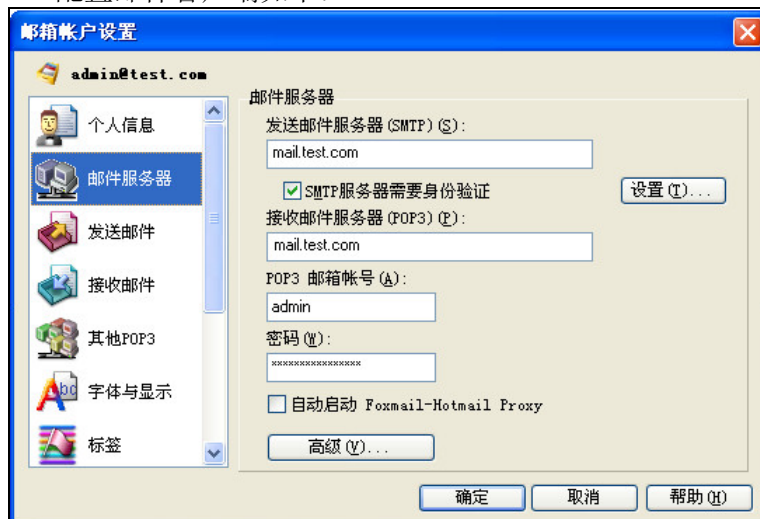 邮箱帐户设置
admin@test.com
个人信息
邮件服务器
发送邮件
接收邮件
其他POP3
字体与显示
标签
邮件服务器
发送邮件服务器(SMTP)(S):
mail.test.com
SMTP服务器需要身份验证
设置(T)...
接收邮件服务器(POP3)(P):
mail.test.com
POP3 邮箱帐号(A):
admin
密码(W):
***************
自动启动 Foxmail-Hotmail Proxy
高级(V)...
确定
取消
帮助(H)